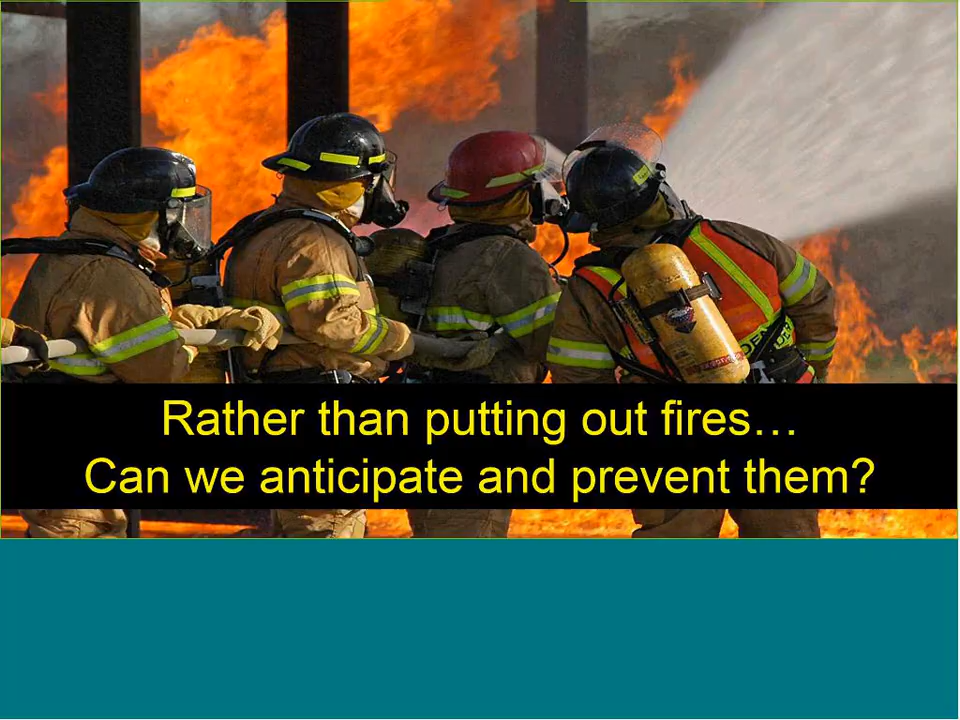 Rather than putting out fires…
Can we anticipate and prevent them?